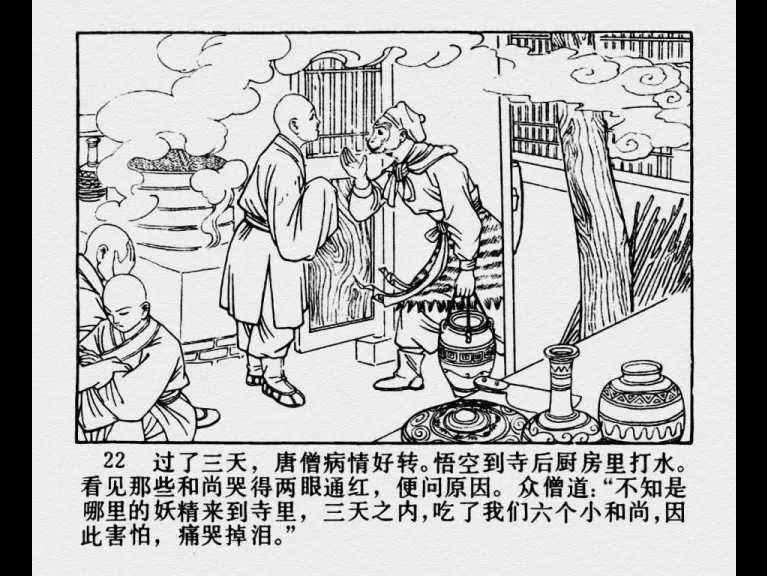 22 过了三天，唐僧病情好转。悟空到寺后厨房里打水。
看见那些和尚哭得两眼通红，便问原因。众僧道：“不知是
哪里的妖精来到寺里，三天之内，吃了我们六个小和尚，因
此害怕，痛哭掉泪。”